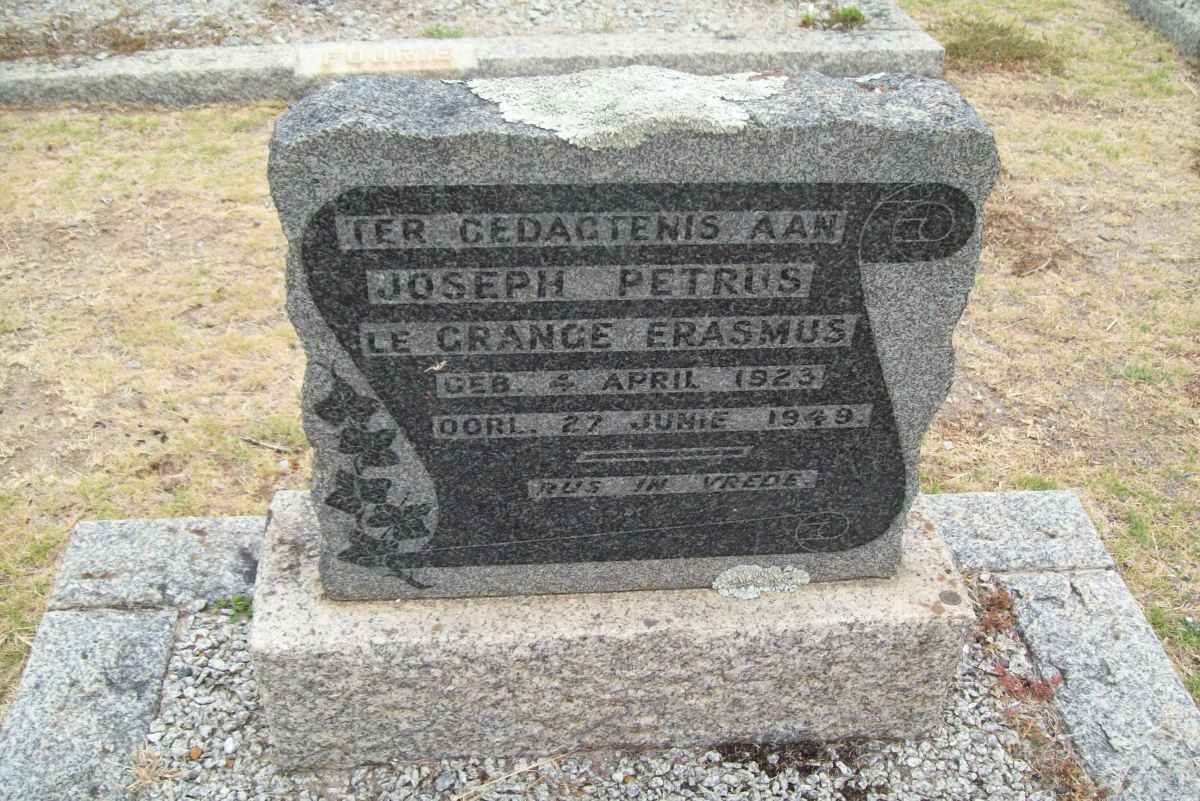 TER GEDAGTENIS AAN
JOSEPH PETRUS
LE GRANGE ERASMUS
GEB. 4 APRIL 1923
OORL. 27 JUNIE 1949
RUS IN VREDE